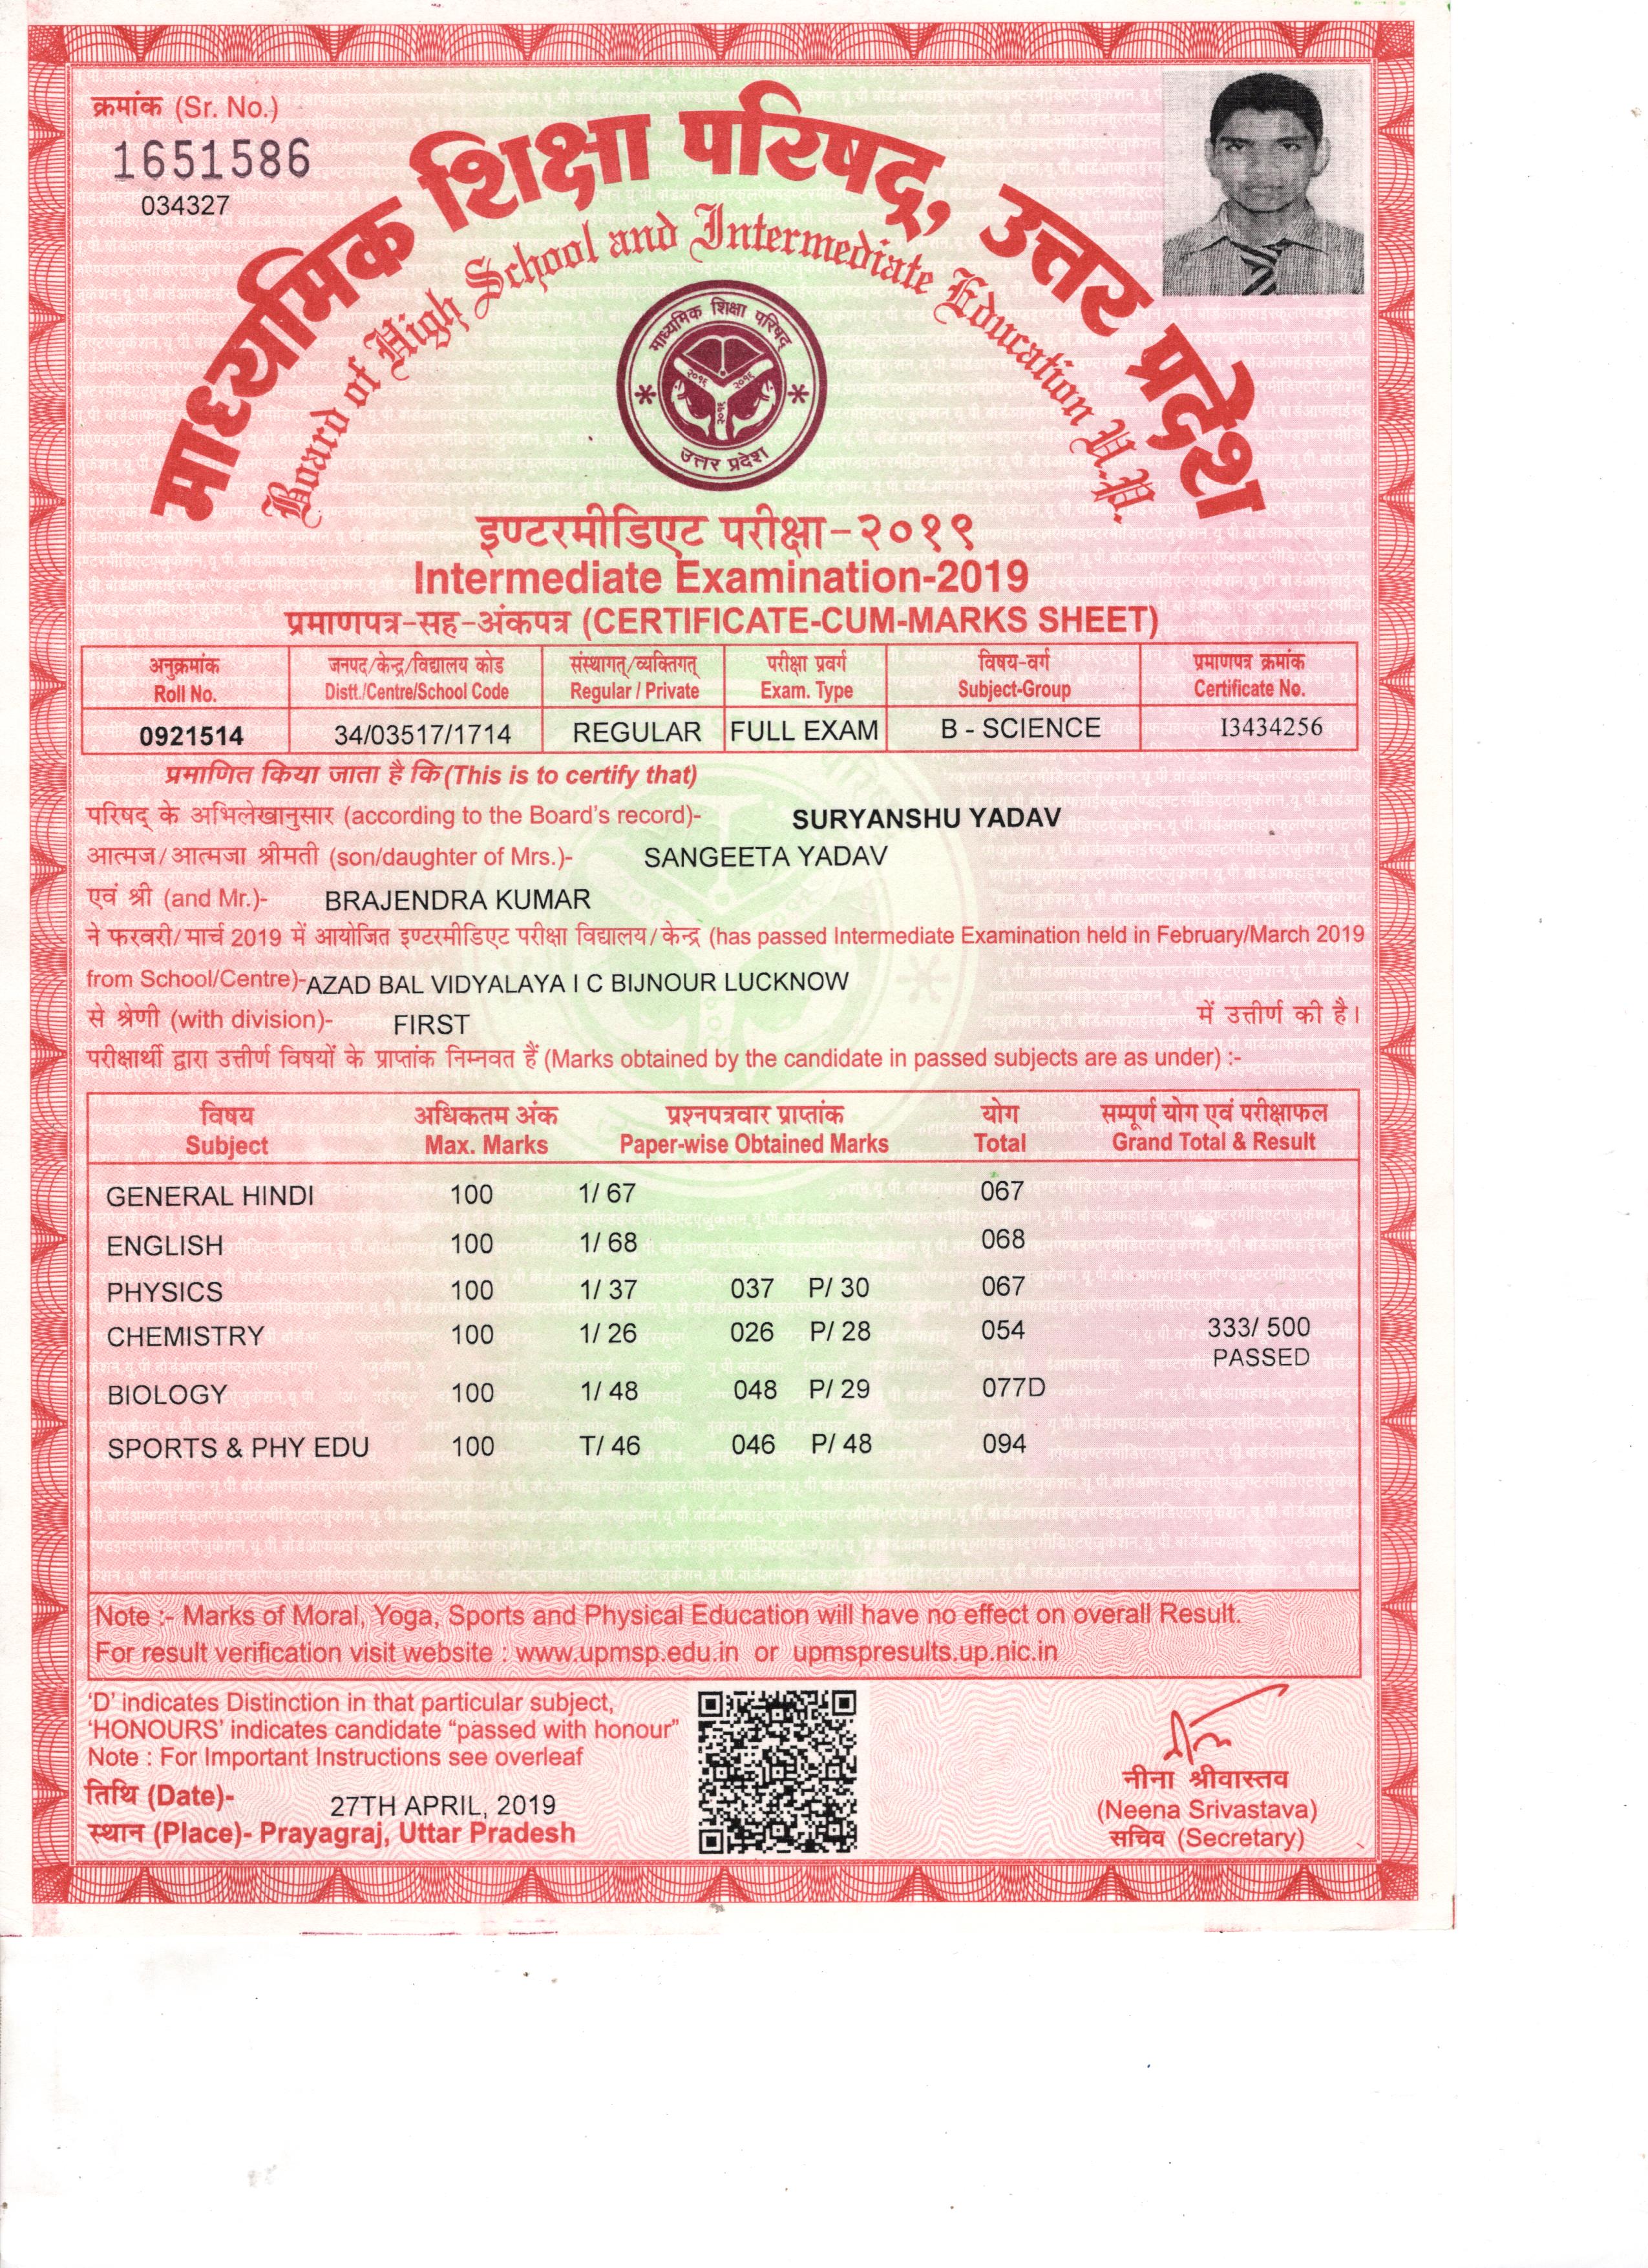 क्रमांक (Sr. No.)
1651586
034327
माध्यमिक शिक्षा परिषद्, उत्तर प्रदेश
Board of High School and Intermediate Education U.P.
माध्यमिक शिक्षा परिषद्
२०१६ २०१६
२०१६
उत्तर प्रदेश
इण्टरमीडिएट परीक्षा-२०१९
Intermediate Examination-2019
प्रमाणपत्र-सह-अंकपत्र (CERTIFICATE-CUM-MARKS SHEET)
अनुक्रमांक जनपद/केन्द्र/विद्यालय कोड संस्थागत्/व्यक्तिगत् परीक्षा प्रवर्ग विषय-वर्ग प्रमाणपत्र क्रमांक
Roll No. Distt./Centre/School Code Regular / Private Exam. Type Subject-Group Certificate No.
0921514 34/03517/1714 REGULAR FULL EXAM B - SCIENCE I3434256
प्रमाणित किया जाता है कि (This is to certify that)
परिषद् के अभिलेखानुसार (according to the Board's record)- SURYANSHU YADAV
आत्मज/आत्मजा श्रीमती (son/daughter of Mrs.)- SANGEETA YADAV
एवं श्री (and Mr.)- BRAJENDRA KUMAR
ने फरवरी/मार्च 2019 में आयोजित इण्टरमीडिएट परीक्षा विद्यालय/केन्द्र (has passed Intermediate Examination held in February/March 2019
from School/Centre)- AZAD BAL VIDYALAYA I C BIJNOUR LUCKNOW
से श्रेणी (with division)- FIRST में उत्तीर्ण की है।
परीक्षार्थी द्वारा उत्तीर्ण विषयों के प्राप्तांक निम्नवत हैं (Marks obtained by the candidate in passed subjects are as under) :-
विषय अधिकतम अंक प्रश्नपत्रवार प्राप्तांक योग सम्पूर्ण योग एवं परीक्षाफल
Subject Max. Marks Paper-wise Obtained Marks Total Grand Total & Result
GENERAL HINDI 100 1/ 67 067
ENGLISH 100 1/ 68 068
PHYSICS 100 1/ 37 037 P/ 30 067
CHEMISTRY 100 1/ 26 026 P/ 28 054 333/ 500
PASSED
BIOLOGY 100 1/ 48 048 P/ 29 077D
SPORTS & PHY EDU 100 T/ 46 046 P/ 48 094
Note :- Marks of Moral, Yoga, Sports and Physical Education will have no effect on overall Result.
For result verification visit website : www.upmsp.edu.in or upmspresults.up.nic.in
'D' indicates Distinction in that particular subject,
'HONOURS' indicates candidate "passed with honour"
Note : For Important Instructions see overleaf
तिथि (Date)- 27TH APRIL, 2019
स्थान (Place)- Prayagraj, Uttar Pradesh
नीना श्रीवास्तव
(Neena Srivastava)
सचिव (Secretary)